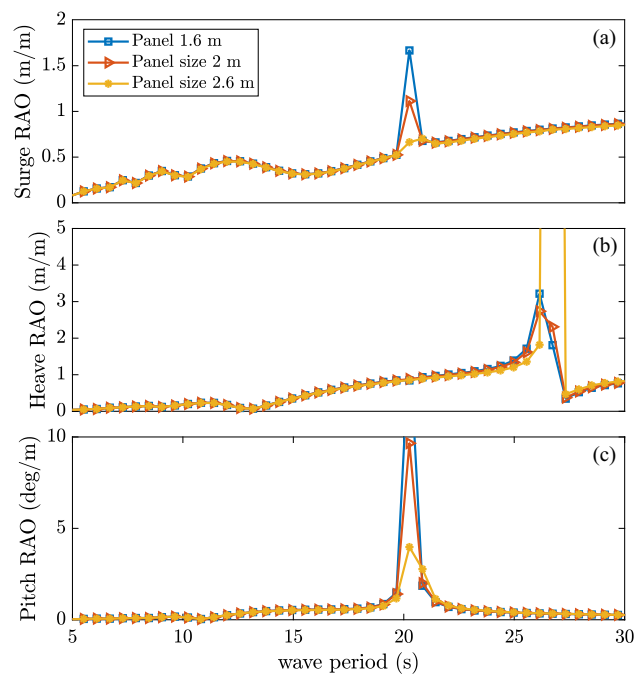 (a)
Panel 1.6 m
Panel size 2 m
Panel size 2.6 m
Surge RAO (m/m)
2
1.5
1
0.5
0
(b)
Heave RAO (m/m)
5
4
3
2
1
0
(c)
Pitch RAO (deg/m)
10
5
0
5 10 15 20 25 30
wave period (s)